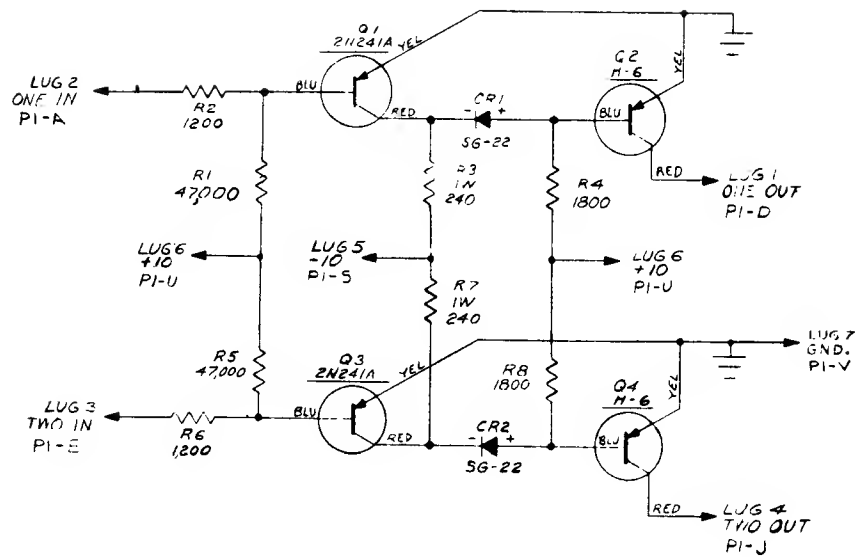 Q1
2N241A
YEL
Q2
H-6
YEL
LUG 2
ONE IN
P1-A
R2
1200
BLU
RED
CR1
- +
SG-22
BLU
RED
LUG 1
ONE OUT
P1-D
R1
47,000
R3
1W
240
R4
1800
LUG 6
+10
P1-U
LUG 5
-10
P1-S
LUG 6
+10
P1-U
R7
1W
240
R5
47,000
Q3
2N241A
YEL
R8
1800
LUG 7
GND.
P1-V
Q4
H-6
YEL
LUG 3
TWO IN
P1-E
R6
1,200
BLU
RED
CR2
- +
SG-22
BLU
RED
LUG 4
TWO OUT
P1-J